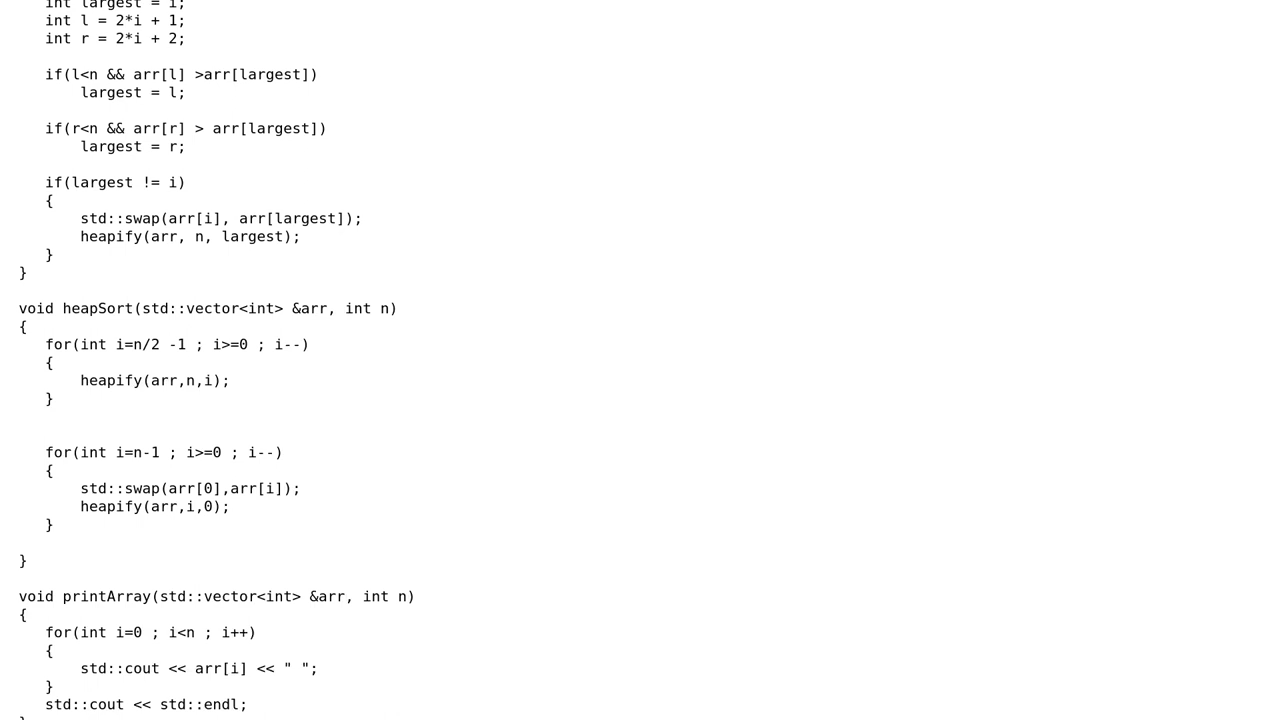 int largest = i;
int l = 2*i + 1;
int r = 2*i + 2;
if(l<n && arr[l] >arr[largest])
largest = l;
if(r<n && arr[r] > arr[largest])
largest = r;
if(largest != i)
{
std::swap(arr[i], arr[largest]);
heapify(arr, n, largest);
}
}
void heapSort(std::vector<int> &arr, int n)
{
for(int i=n/2 -1 ; i>=0 ; i--)
{
heapify(arr,n,i);
}
for(int i=n-1 ; i>=0 ; i--)
{
std::swap(arr[0],arr[i]);
heapify(arr,i,0);
}
}
void printArray(std::vector<int> &arr, int n)
{
for(int i=0 ; i<n ; i++)
{
std::cout << arr[i] << " ";
}
std::cout << std::endl;
}